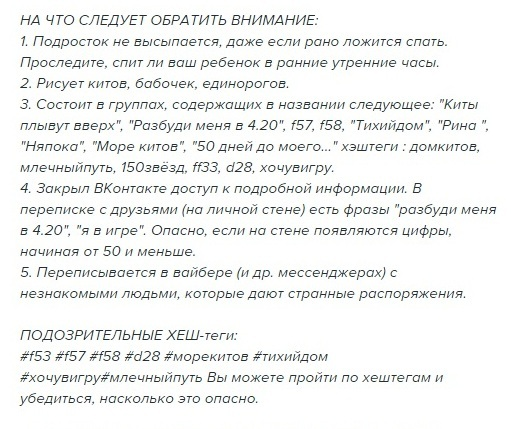 НА ЧТО СЛЕДУЕТ ОБРАТИТЬ ВНИМАНИЕ:
1. Подросток не высыпается, даже если рано ложится спать.
Проследите, спит ли ваш ребенок в ранние утренние часы.
2. Рисует китов, бабочек, единорогов.
3. Состоит в группах, содержащих в названии следующее: "Киты
плывут вверх", "Разбуди меня в 4.20", f57, f58, "Тихийдом", "Рина ",
"Няпока", "Море китов", "50 дней до моего..." хэштеги : домкитов,
млечныйпуть, 150звёзд, ff33, d28, хочувигру.
4. Закрыл ВКонтакте доступ к подробной информации. В
переписке с друзьями (на личной стене) есть фразы "разбуди меня
в 4.20", "я в игре". Опасно, если на стене появляются цифры,
начиная от 50 и меньше.
5. Переписывается в вайбере (и др. мессенджерах) с
незнакомыми людьми, которые дают странные распоряжения.
ПОДОЗРИТЕЛЬНЫЕ ХЕШ-теги:
#f53 #f57 #f58 #d28 #морекитов #тихийдом
#хочувигру#млечныйпуть Вы можете пройти по хештегам и
убедиться, насколько это опасно.